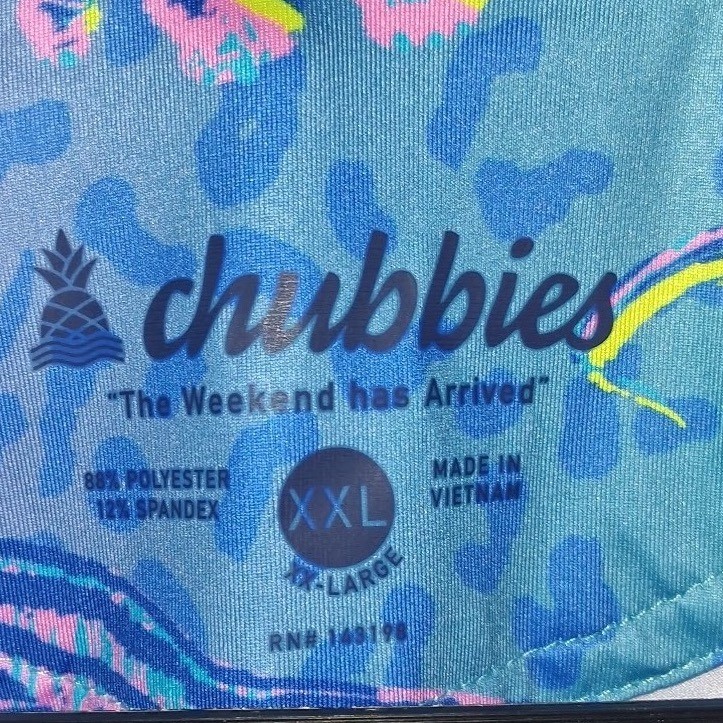 chubbies
"The Weekend has Arrived"
88% POLYESTER
12% SPANDEX
XXL
XX-LARGE
MADE IN
VIETNAM
RN# 143198